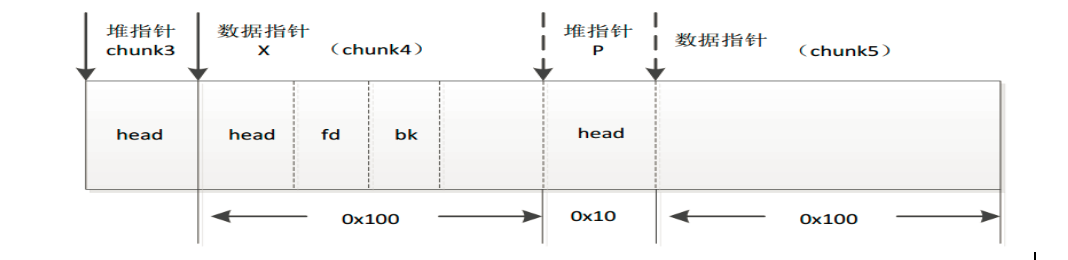 堆指针
chunk3
数据指针
X
（chunk4）
堆指针
P
数据指针
（chunk5）
head
head
fd
bk
head
0x100
0x10
0x100